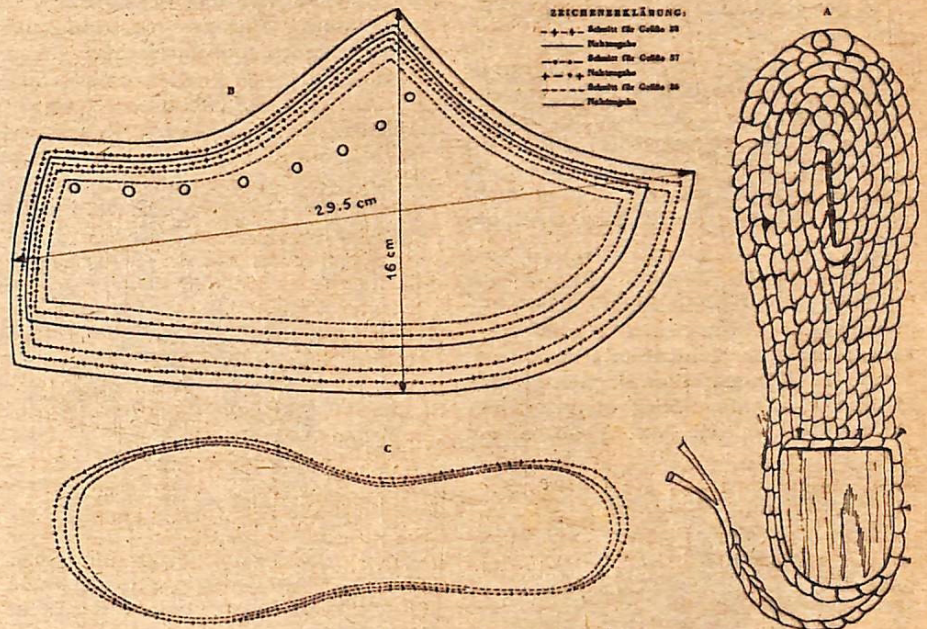 ZEICHENERKLÄRUNG:
Schnitt für Größe 38
Nahtzugabe
Schnitt für Größe 37
Nahtzugabe
Schnitt für Größe 36
Nahtzugabe
A
B
29.5 cm
16 cm
C